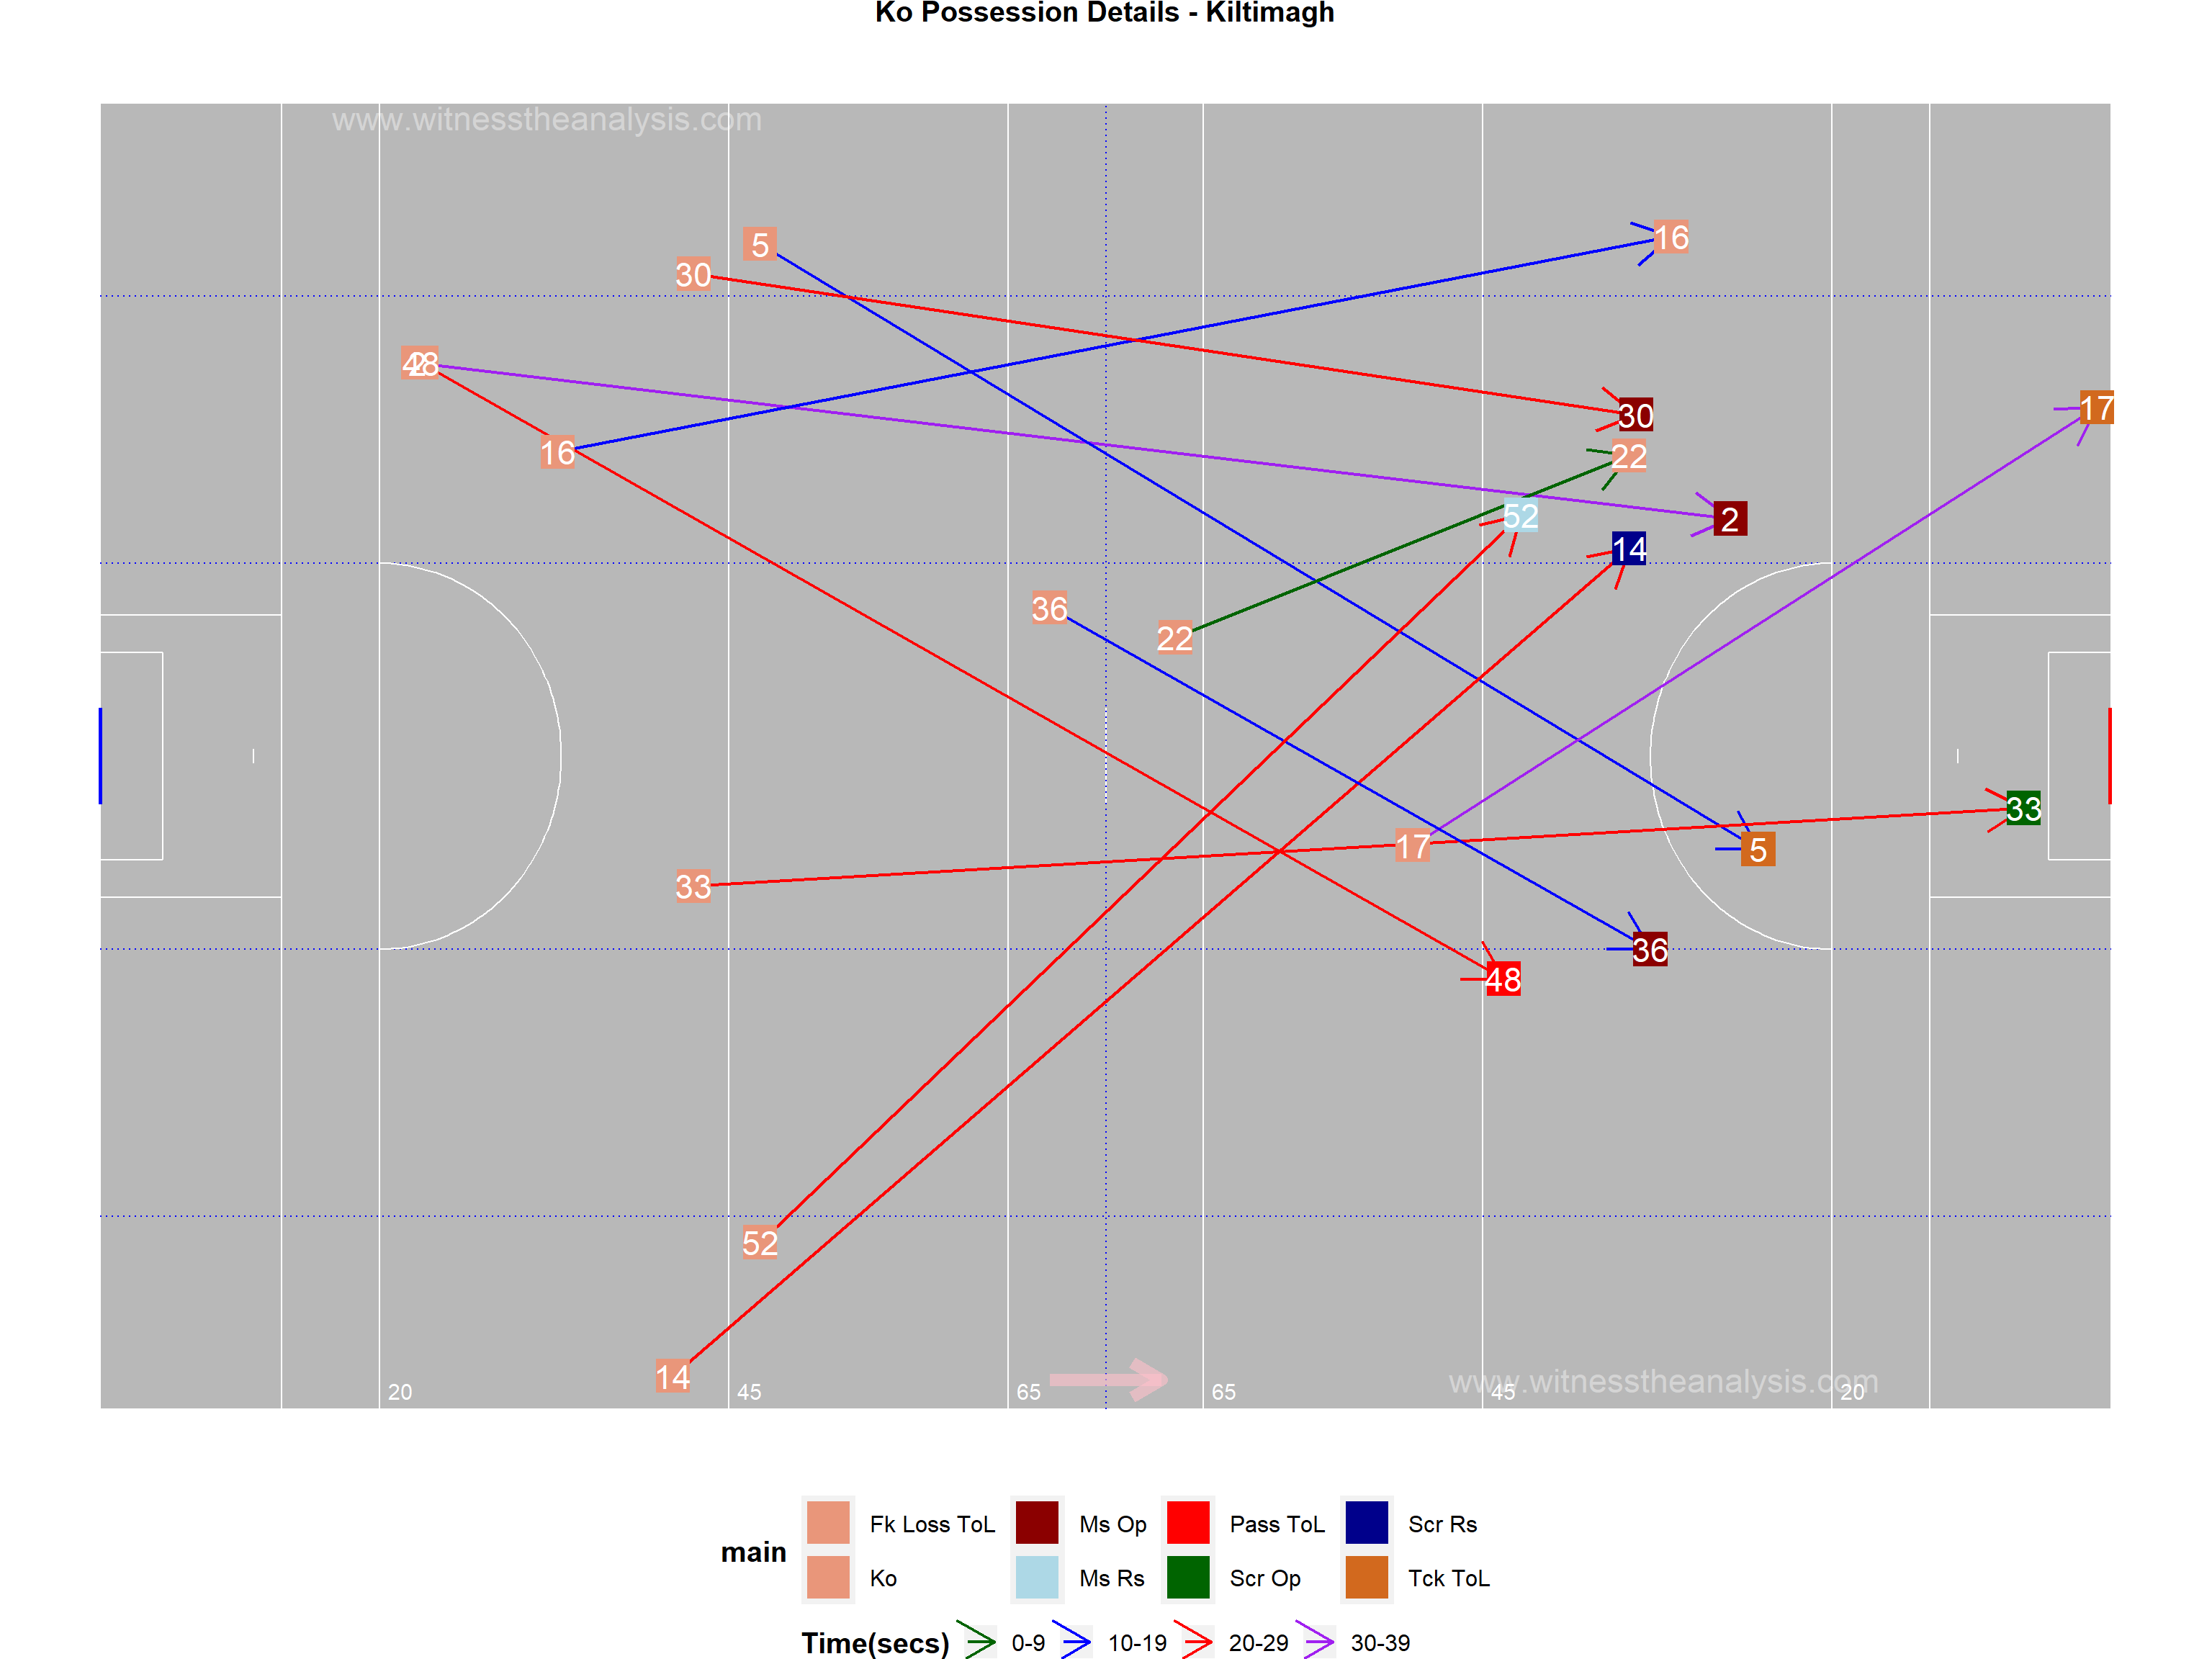 Ko Possession Details - Kiltimagh
www.witnesstheanalysis.com
16
5
30
48
2
17
30
16
22
52
2
14
36
22
33
17
5
33
36
48
52
14
www.witnesstheanalysis.com
20 45 65 65 45 20
Fk Loss ToL Ms Op Pass ToL Scr Rs
main
Ko Ms Rs Scr Op Tck ToL
Time(secs) 0-9 10-19 20-29 30-39